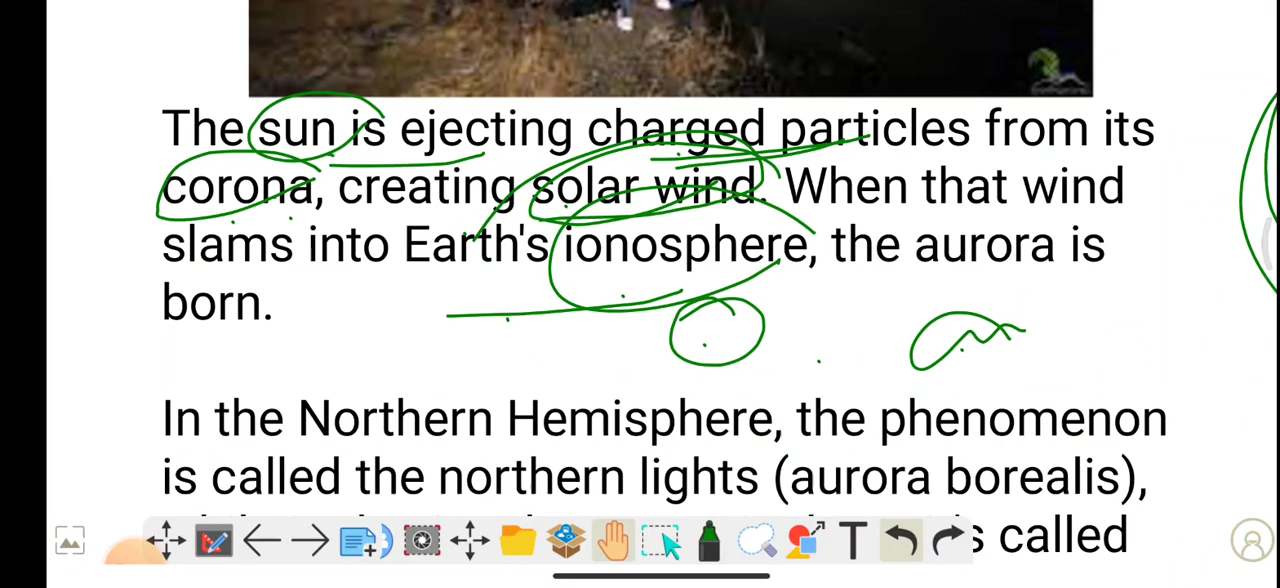 The sun is ejecting charged particles from its
corona, creating solar wind. When that wind
slams into Earth's ionosphere, the aurora is
born.
In the Northern Hemisphere, the phenomenon
is called the northern lights (aurora borealis),
s called